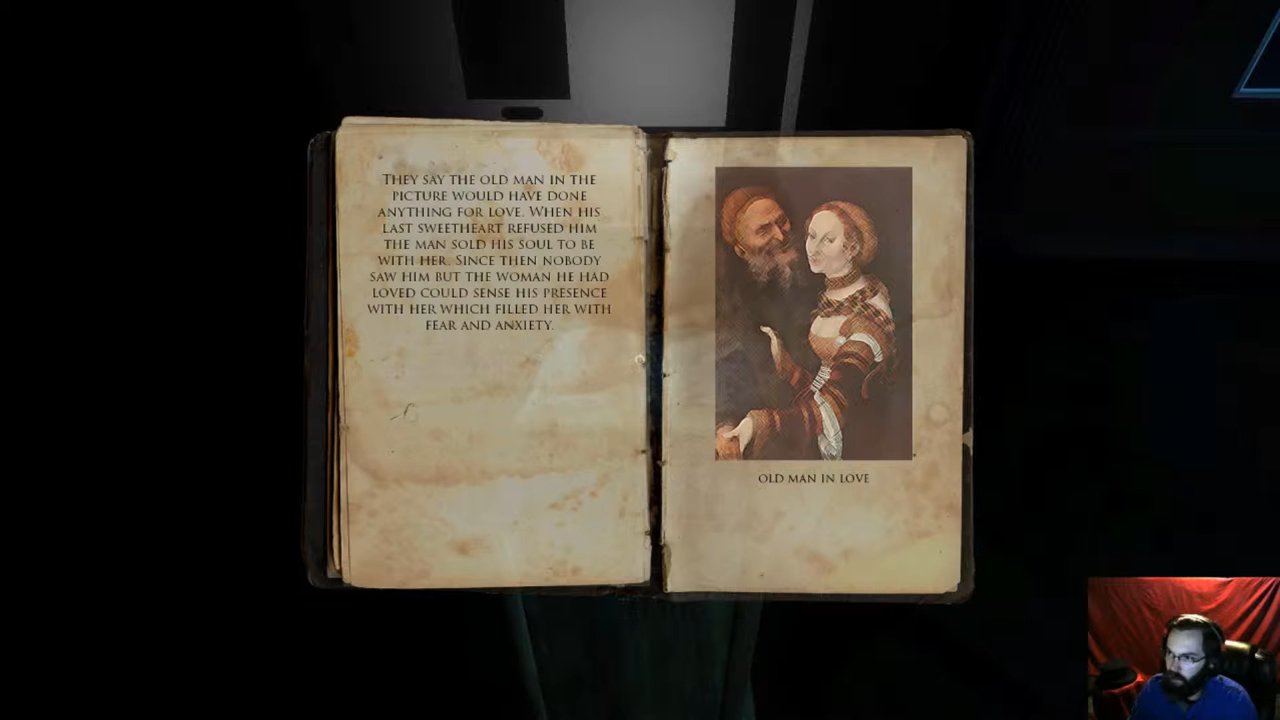 They say the old man in the
picture would have done
anything for love. When his
last sweetheart refused him
the man sold his soul to be
with her. Since then nobody
saw him but the woman he had
loved could sense his presence
with her which filled her with
fear and anxiety.
old man in love